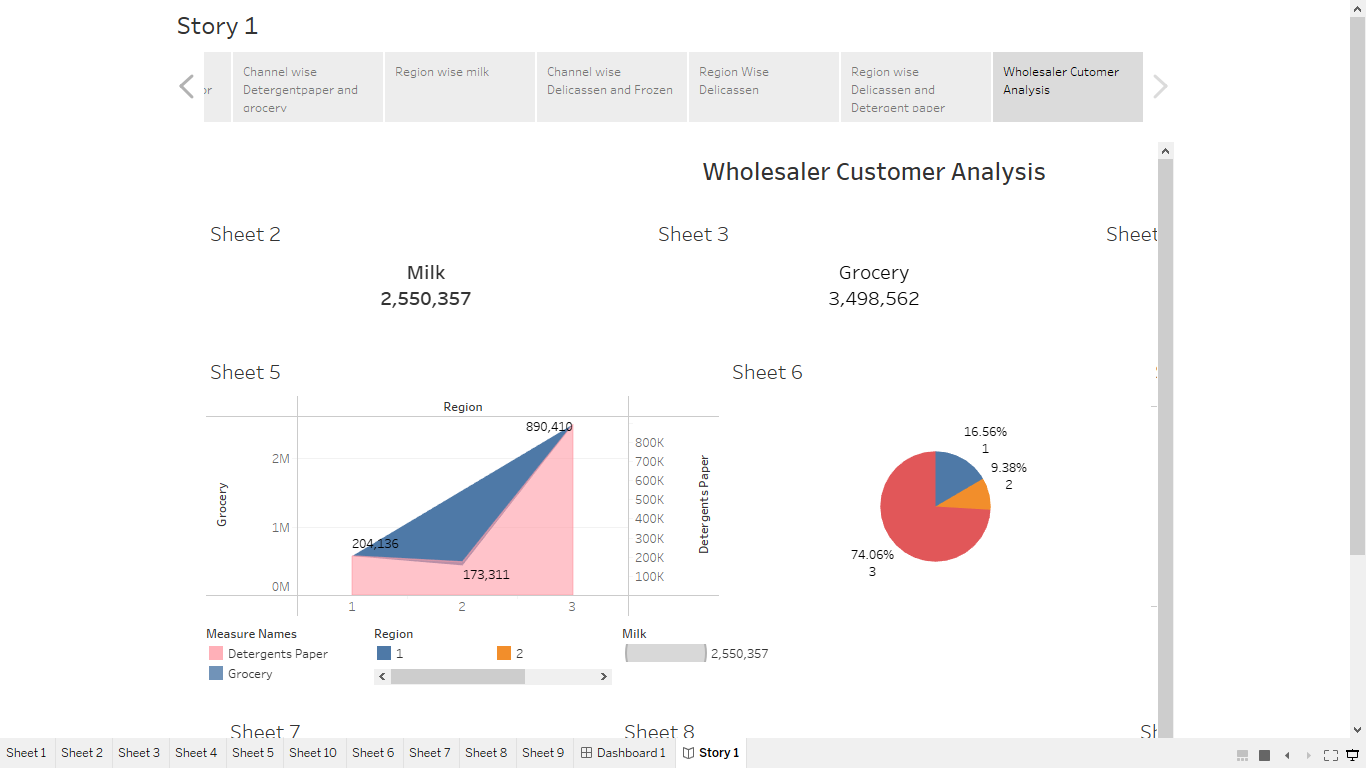 Story 1
or
Channel wise
Detergentpaper and
grocery
Region wise milk
Channel wise
Delicassen and Frozen
Region Wise
Delicassen
Region wise
Delicassen and
Detergent paper
Wholesaler Cutomer
Analysis
Wholesaler Customer Analysis
Sheet 2
Sheet 3
Sheet
Milk
2,550,357
Grocery
3,498,562
Sheet 5
Sheet 6
Region
890,410
2M
1M
0M
Grocery
204,136
173,311
800K
700K
600K
500K
400K
300K
200K
100K
Detergents Paper
1
2
3
16.56%
1
9.38%
2
74.06%
3
Measure Names
Detergents Paper
Grocery
Region
1
2
Milk
2,550,357
Sheet 7
Sheet 8
Sh
Sheet 1
Sheet 2
Sheet 3
Sheet 4
Sheet 5
Sheet 10
Sheet 6
Sheet 7
Sheet 8
Sheet 9
Dashboard 1
Story 1